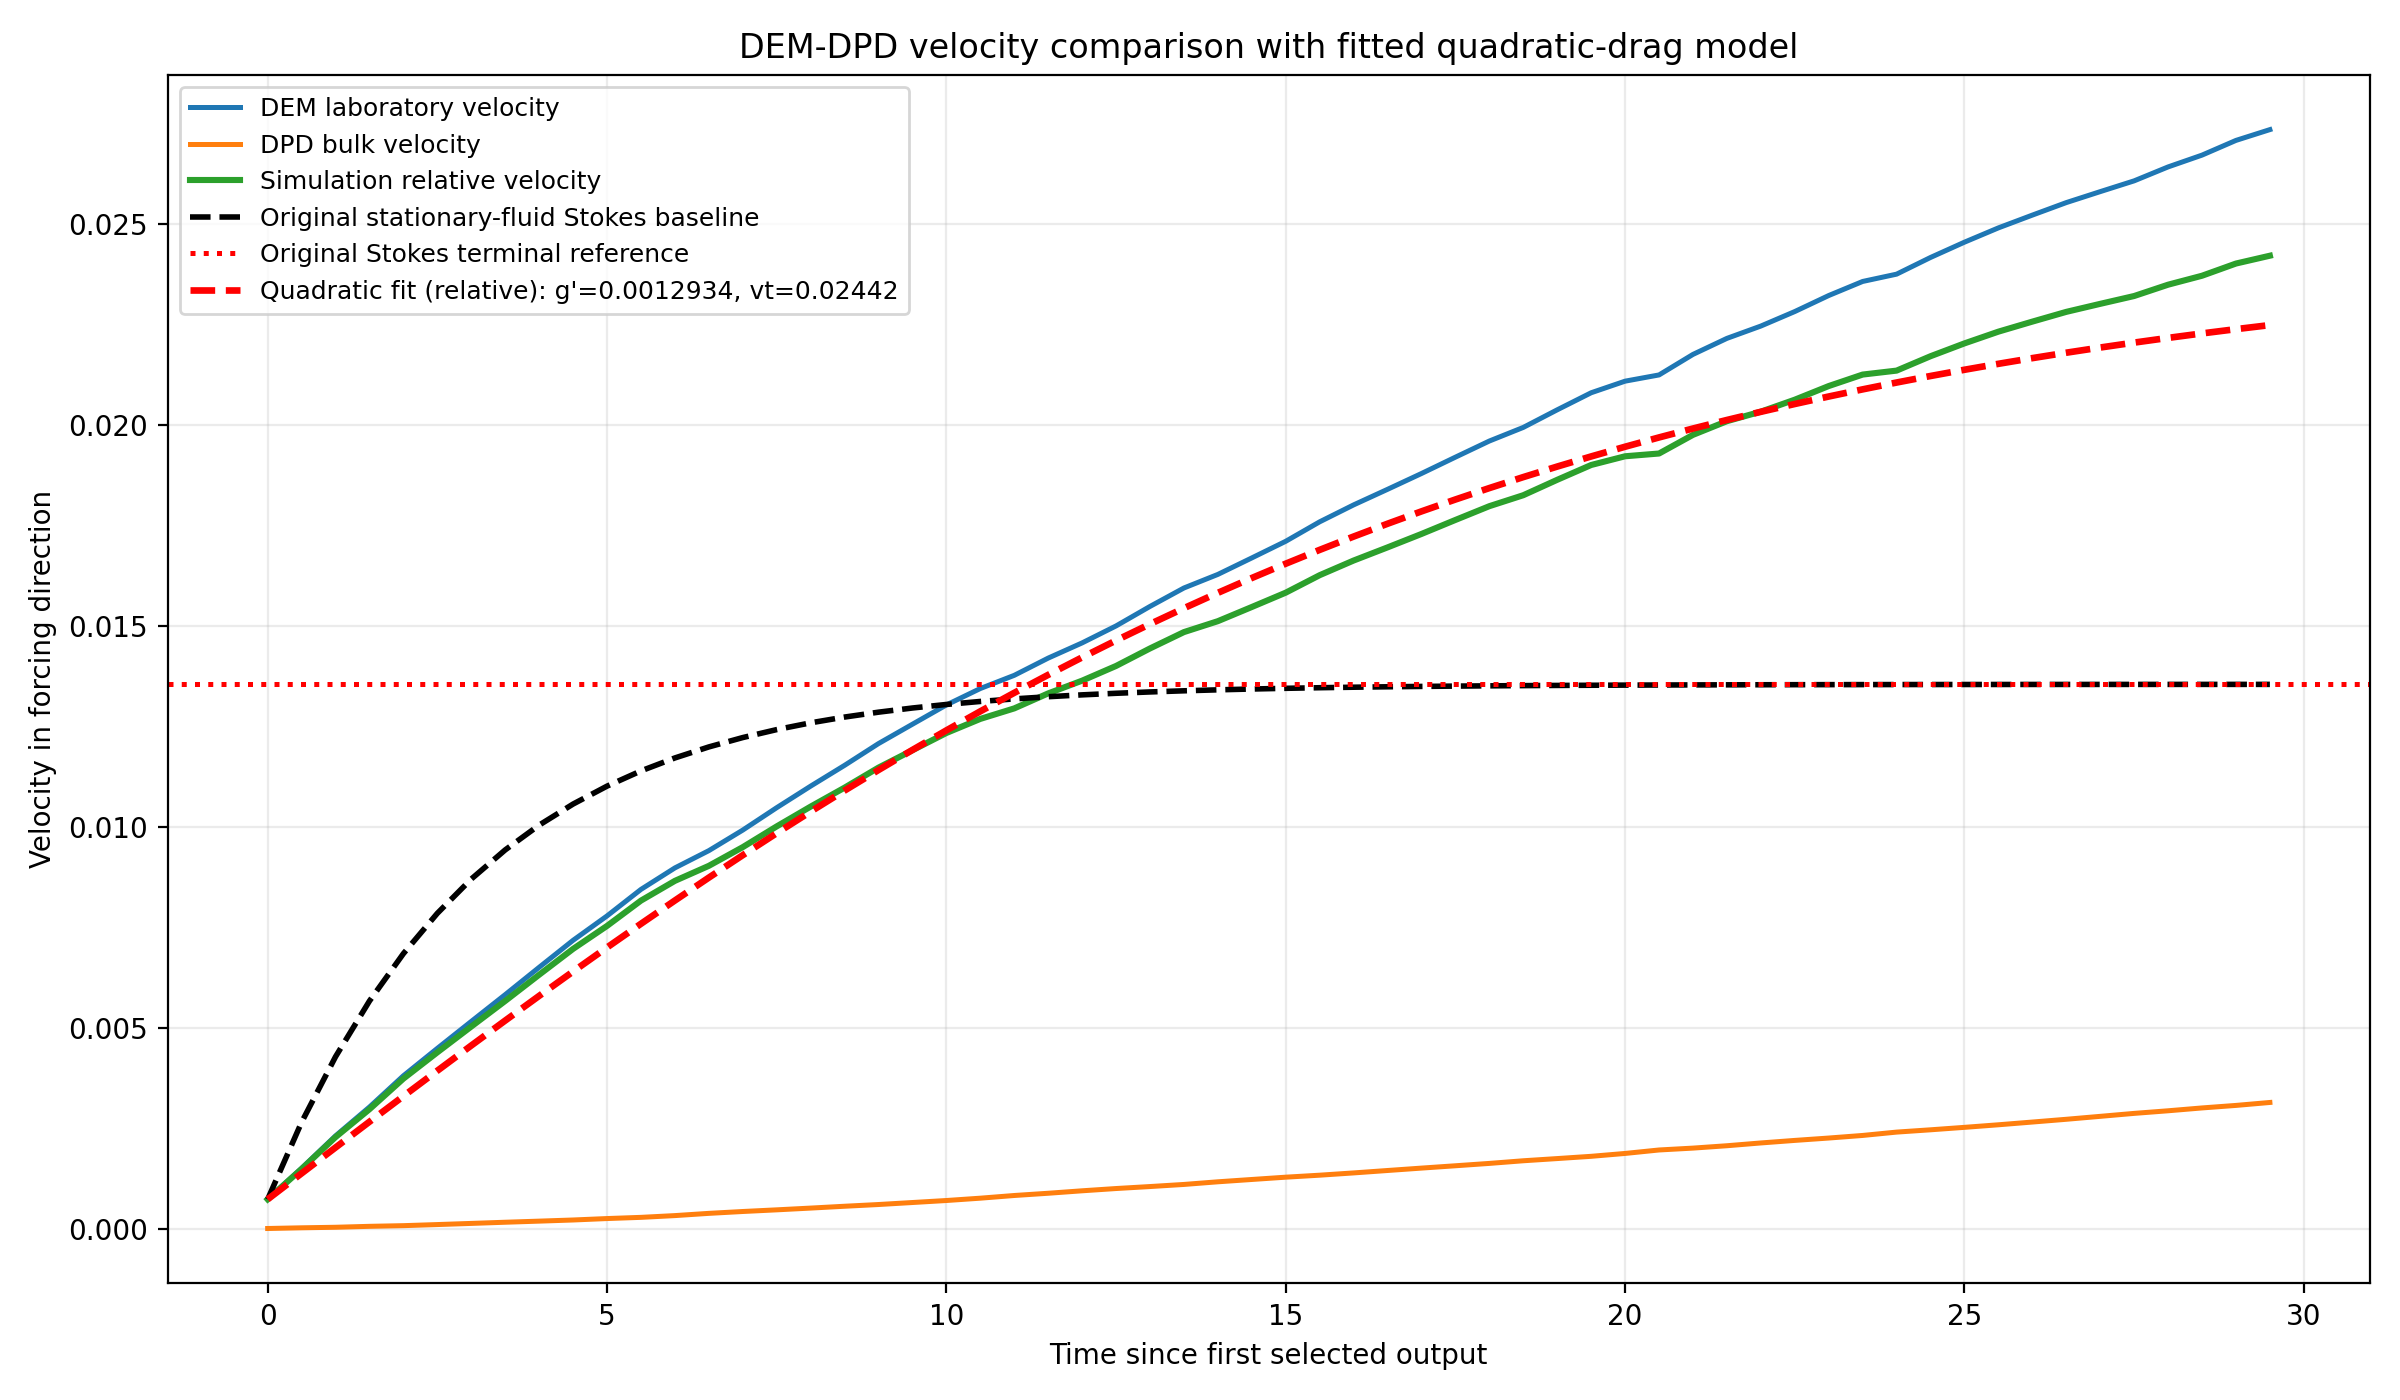 DEM-DPD velocity comparison with fitted quadratic-drag model
DEM laboratory velocity
DPD bulk velocity
Simulation relative velocity
Original stationary-fluid Stokes baseline
Original Stokes terminal reference
Quadratic fit (relative): g'=0.0012934, vt=0.02442
Velocity in forcing direction
0.025
0.020
0.015
0.010
0.005
0.000
0 5 10 15 20 25 30
Time since first selected output